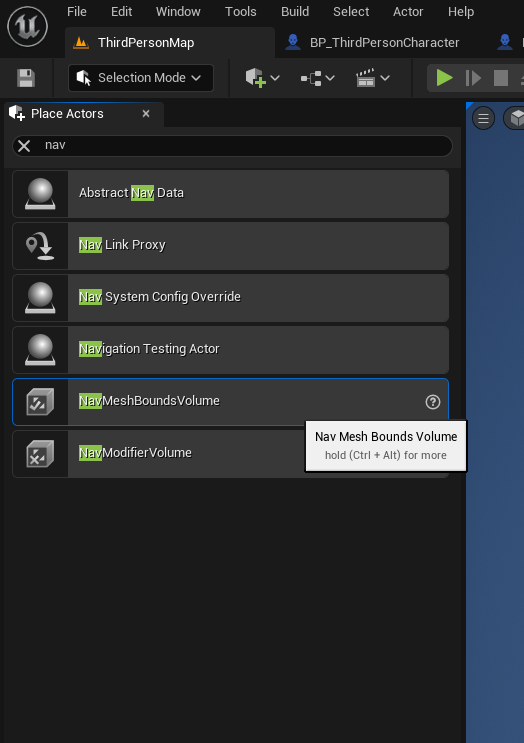 File Edit Window Tools Build Select Actor Help
ThirdPersonMap BP_ThirdPersonCharacter
Selection Mode
Place Actors
nav
Abstract Nav Data
Nav Link Proxy
Nav System Config Override
Navigation Testing Actor
NavMeshBoundsVolume
Nav Mesh Bounds Volume
NavModifierVolume
hold (Ctrl + Alt) for more